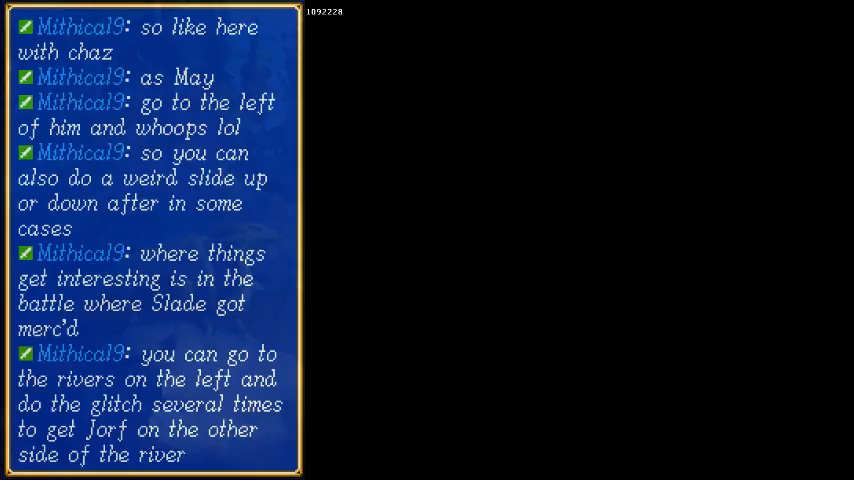 Mithical9: so like here
with chaz
Mithical9: as May
Mithical9: go to the left
of him and whoops lol
Mithical9: so you can
also do a weird slide up
or down after in some
cases
Mithical9: where things
get interesting is in the
battle where Slade got
merc'd
Mithical9: you can go to
the rivers on the left and
do the glitch several times
to get Jorf on the other
side of the river
1092228